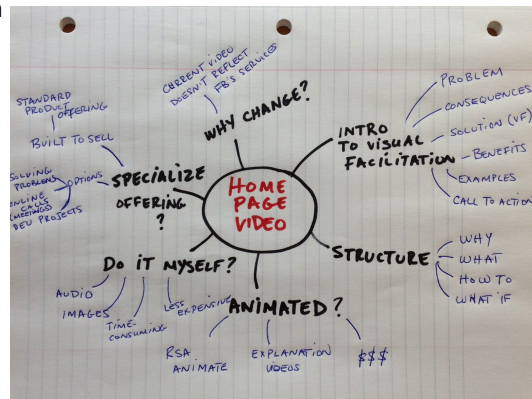 HOME
PAGE
VIDEO
WHY CHANGE?
CURRENT VIDEO
DOESN'T REFLECT
FB'S SERVICES
INTRO
TO VISUAL
FACILITATION
PROBLEM
CONSEQUENCES
SOLUTION (VF)
BENEFITS
EXAMPLES
CALL TO ACTION
STRUCTURE
WHY
WHAT
HOW TO
WHAT IF
ANIMATED?
RSA
ANIMATE
EXPLANATION
VIDEOS
$$$
DO IT MYSELF?
AUDIO
IMAGES
TIME-
CONSUMING
LESS EXPENSIVE
SPECIALIZE
OFFERING
?
BUILT TO SELL
STANDARD
PRODUCT
OFFERING
OPTIONS
SOLVING
PROBLEMS
ONLINE
CALLS
(MEETINGS)
DEV PROJECTS